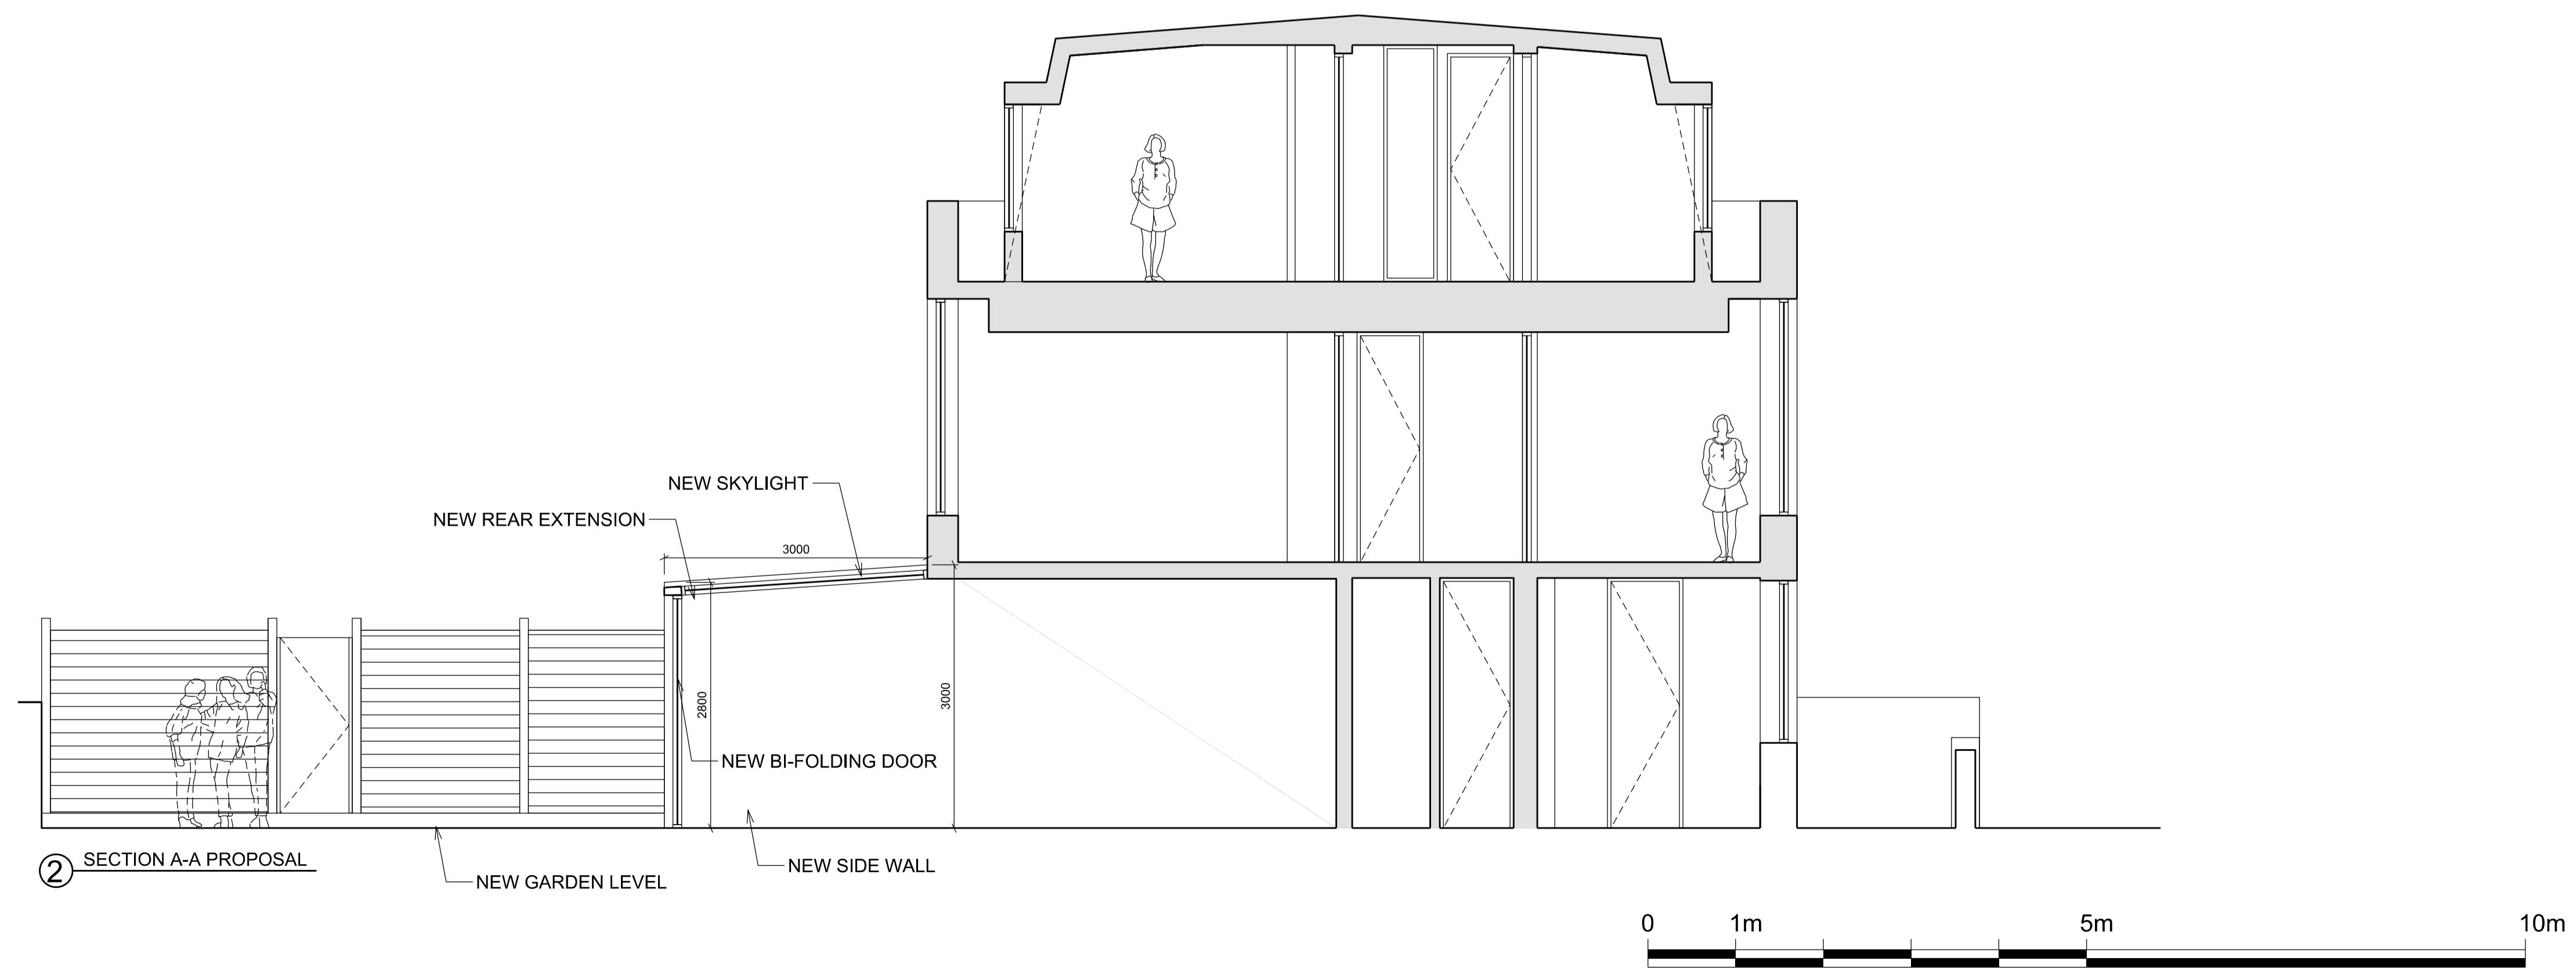 NEW SKYLIGHT
NEW REAR EXTENSION
3000
2800
3000
NEW BI-FOLDING DOOR
2 SECTION A-A PROPOSAL
NEW SIDE WALL
NEW GARDEN LEVEL
0 1m 5m 10m